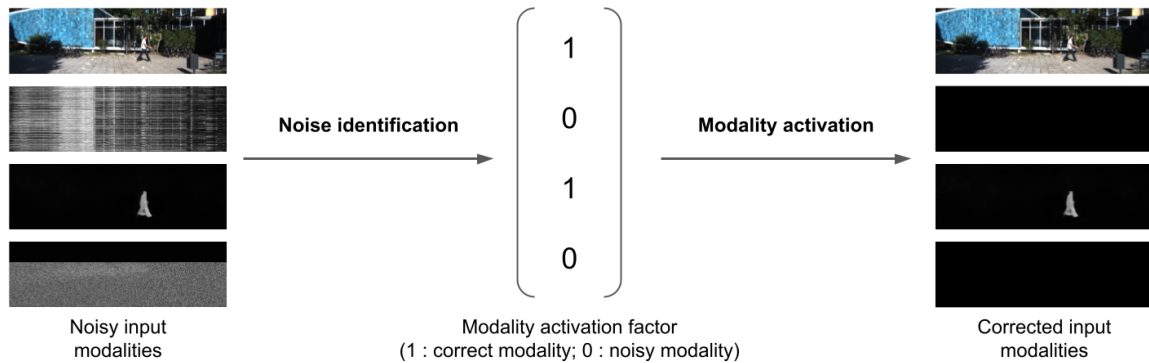 Noise identification
Modality activation
1
0
1
0
Noisy input
modalities
Modality activation factor
(1 : correct modality; 0 : noisy modality)
Corrected input
modalities